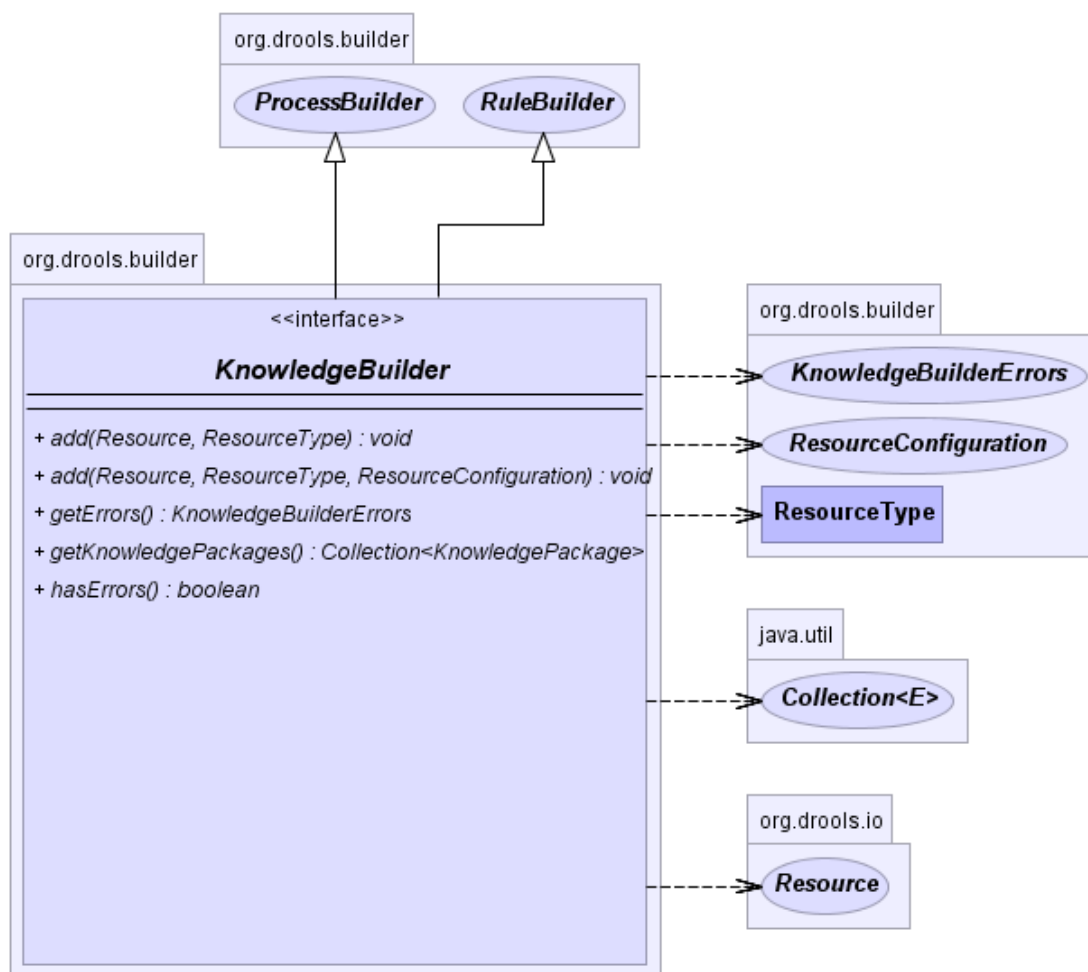 org.drools.builder
ProcessBuilder
RuleBuilder
org.drools.builder
<<interface>>
KnowledgeBuilder
+ add(Resource, ResourceType) : void
+ add(Resource, ResourceType, ResourceConfiguration) : void
+ getErrors() : KnowledgeBuilderErrors
+ getKnowledgePackages() : Collection<KnowledgePackage>
+ hasErrors() : boolean
org.drools.builder
KnowledgeBuilderErrors
ResourceConfiguration
ResourceType
java.util
Collection<E>
org.drools.io
Resource